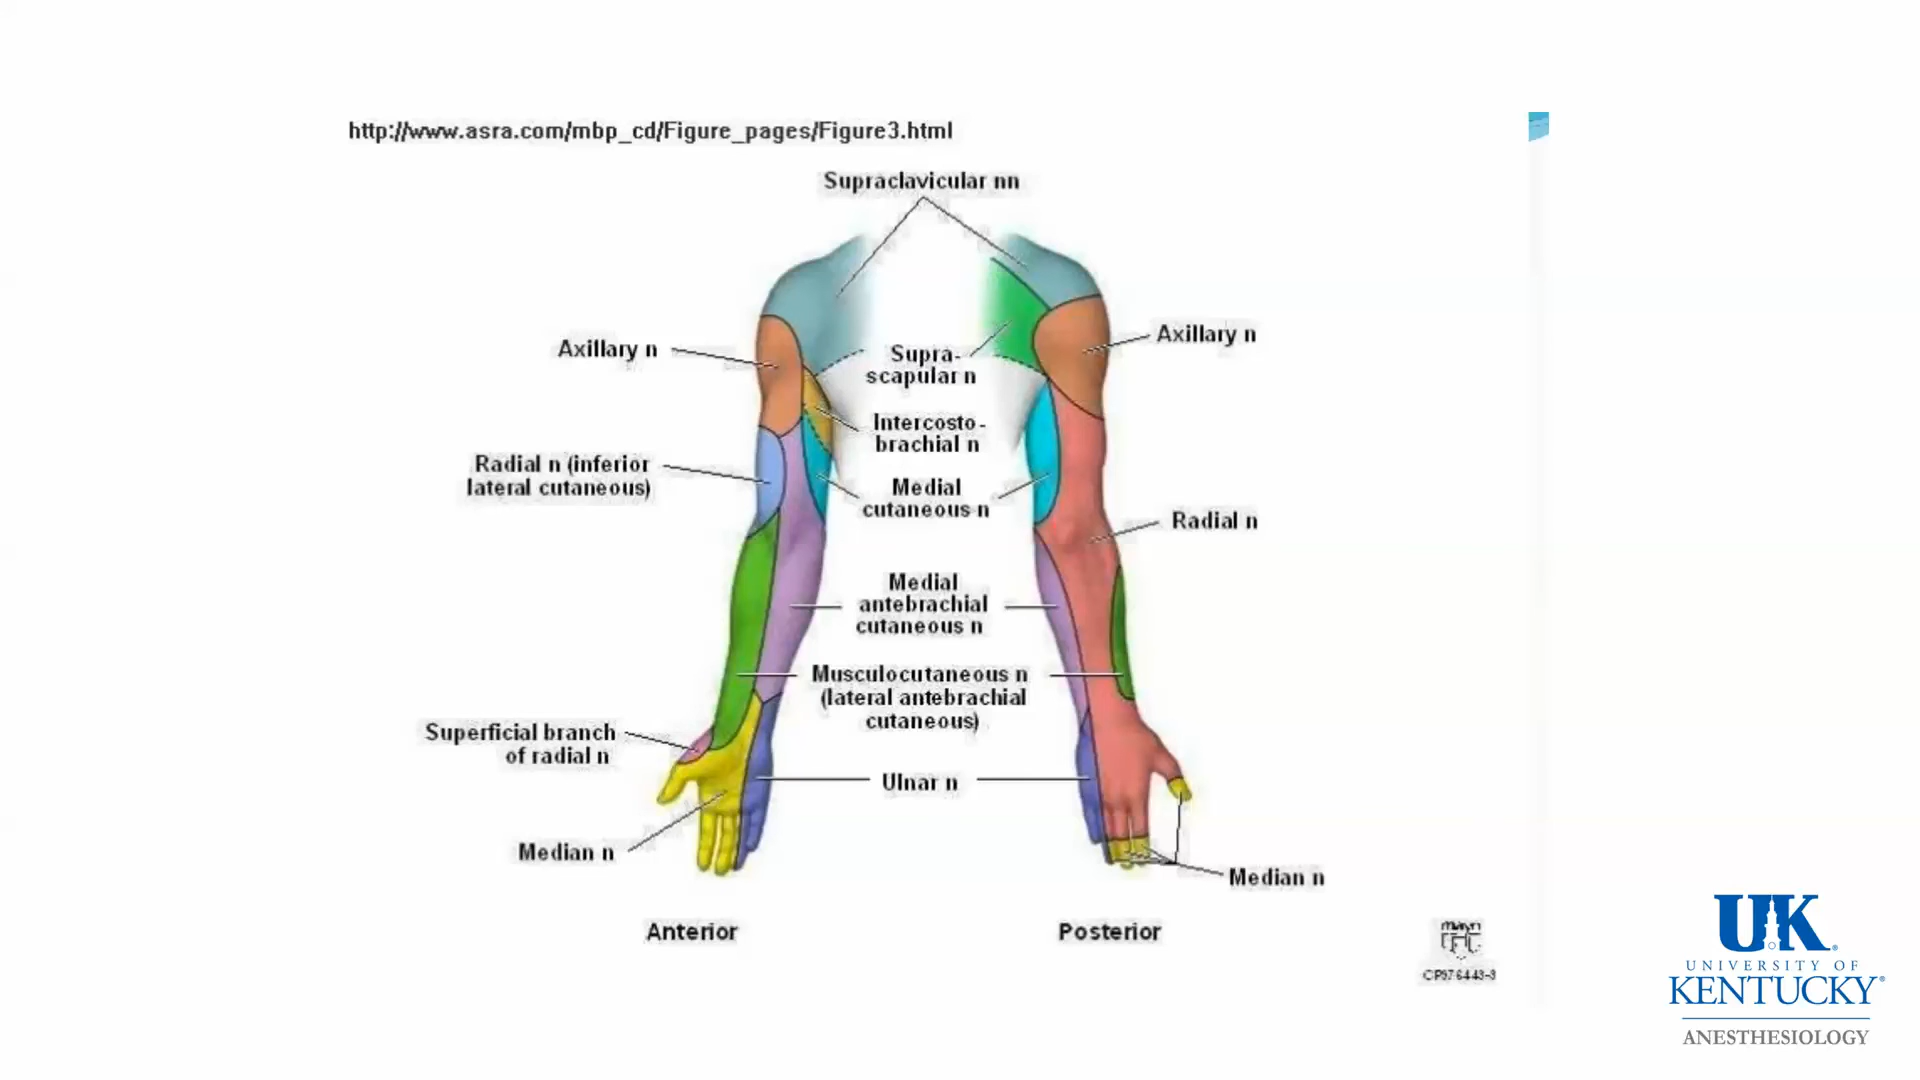 http://www.asra.com/mbp_cd/Figure_pages/Figure3.html
Supraclavicular nn
Axillary n
Axillary n
Supra-
scapular n
Intercosto-
brachial n
Radial n (inferior
lateral cutaneous)
Medial
cutaneous n
Radial n
Medial
antebrachial
cutaneous n
Musculocutaneous n
(lateral antebrachial
cutaneous)
Superficial branch
of radial n
Ulnar n
Median n
Median n
Anterior
Posterior
UK
UNIVERSITY OF
KENTUCKY®
ANESTHESIOLOGY